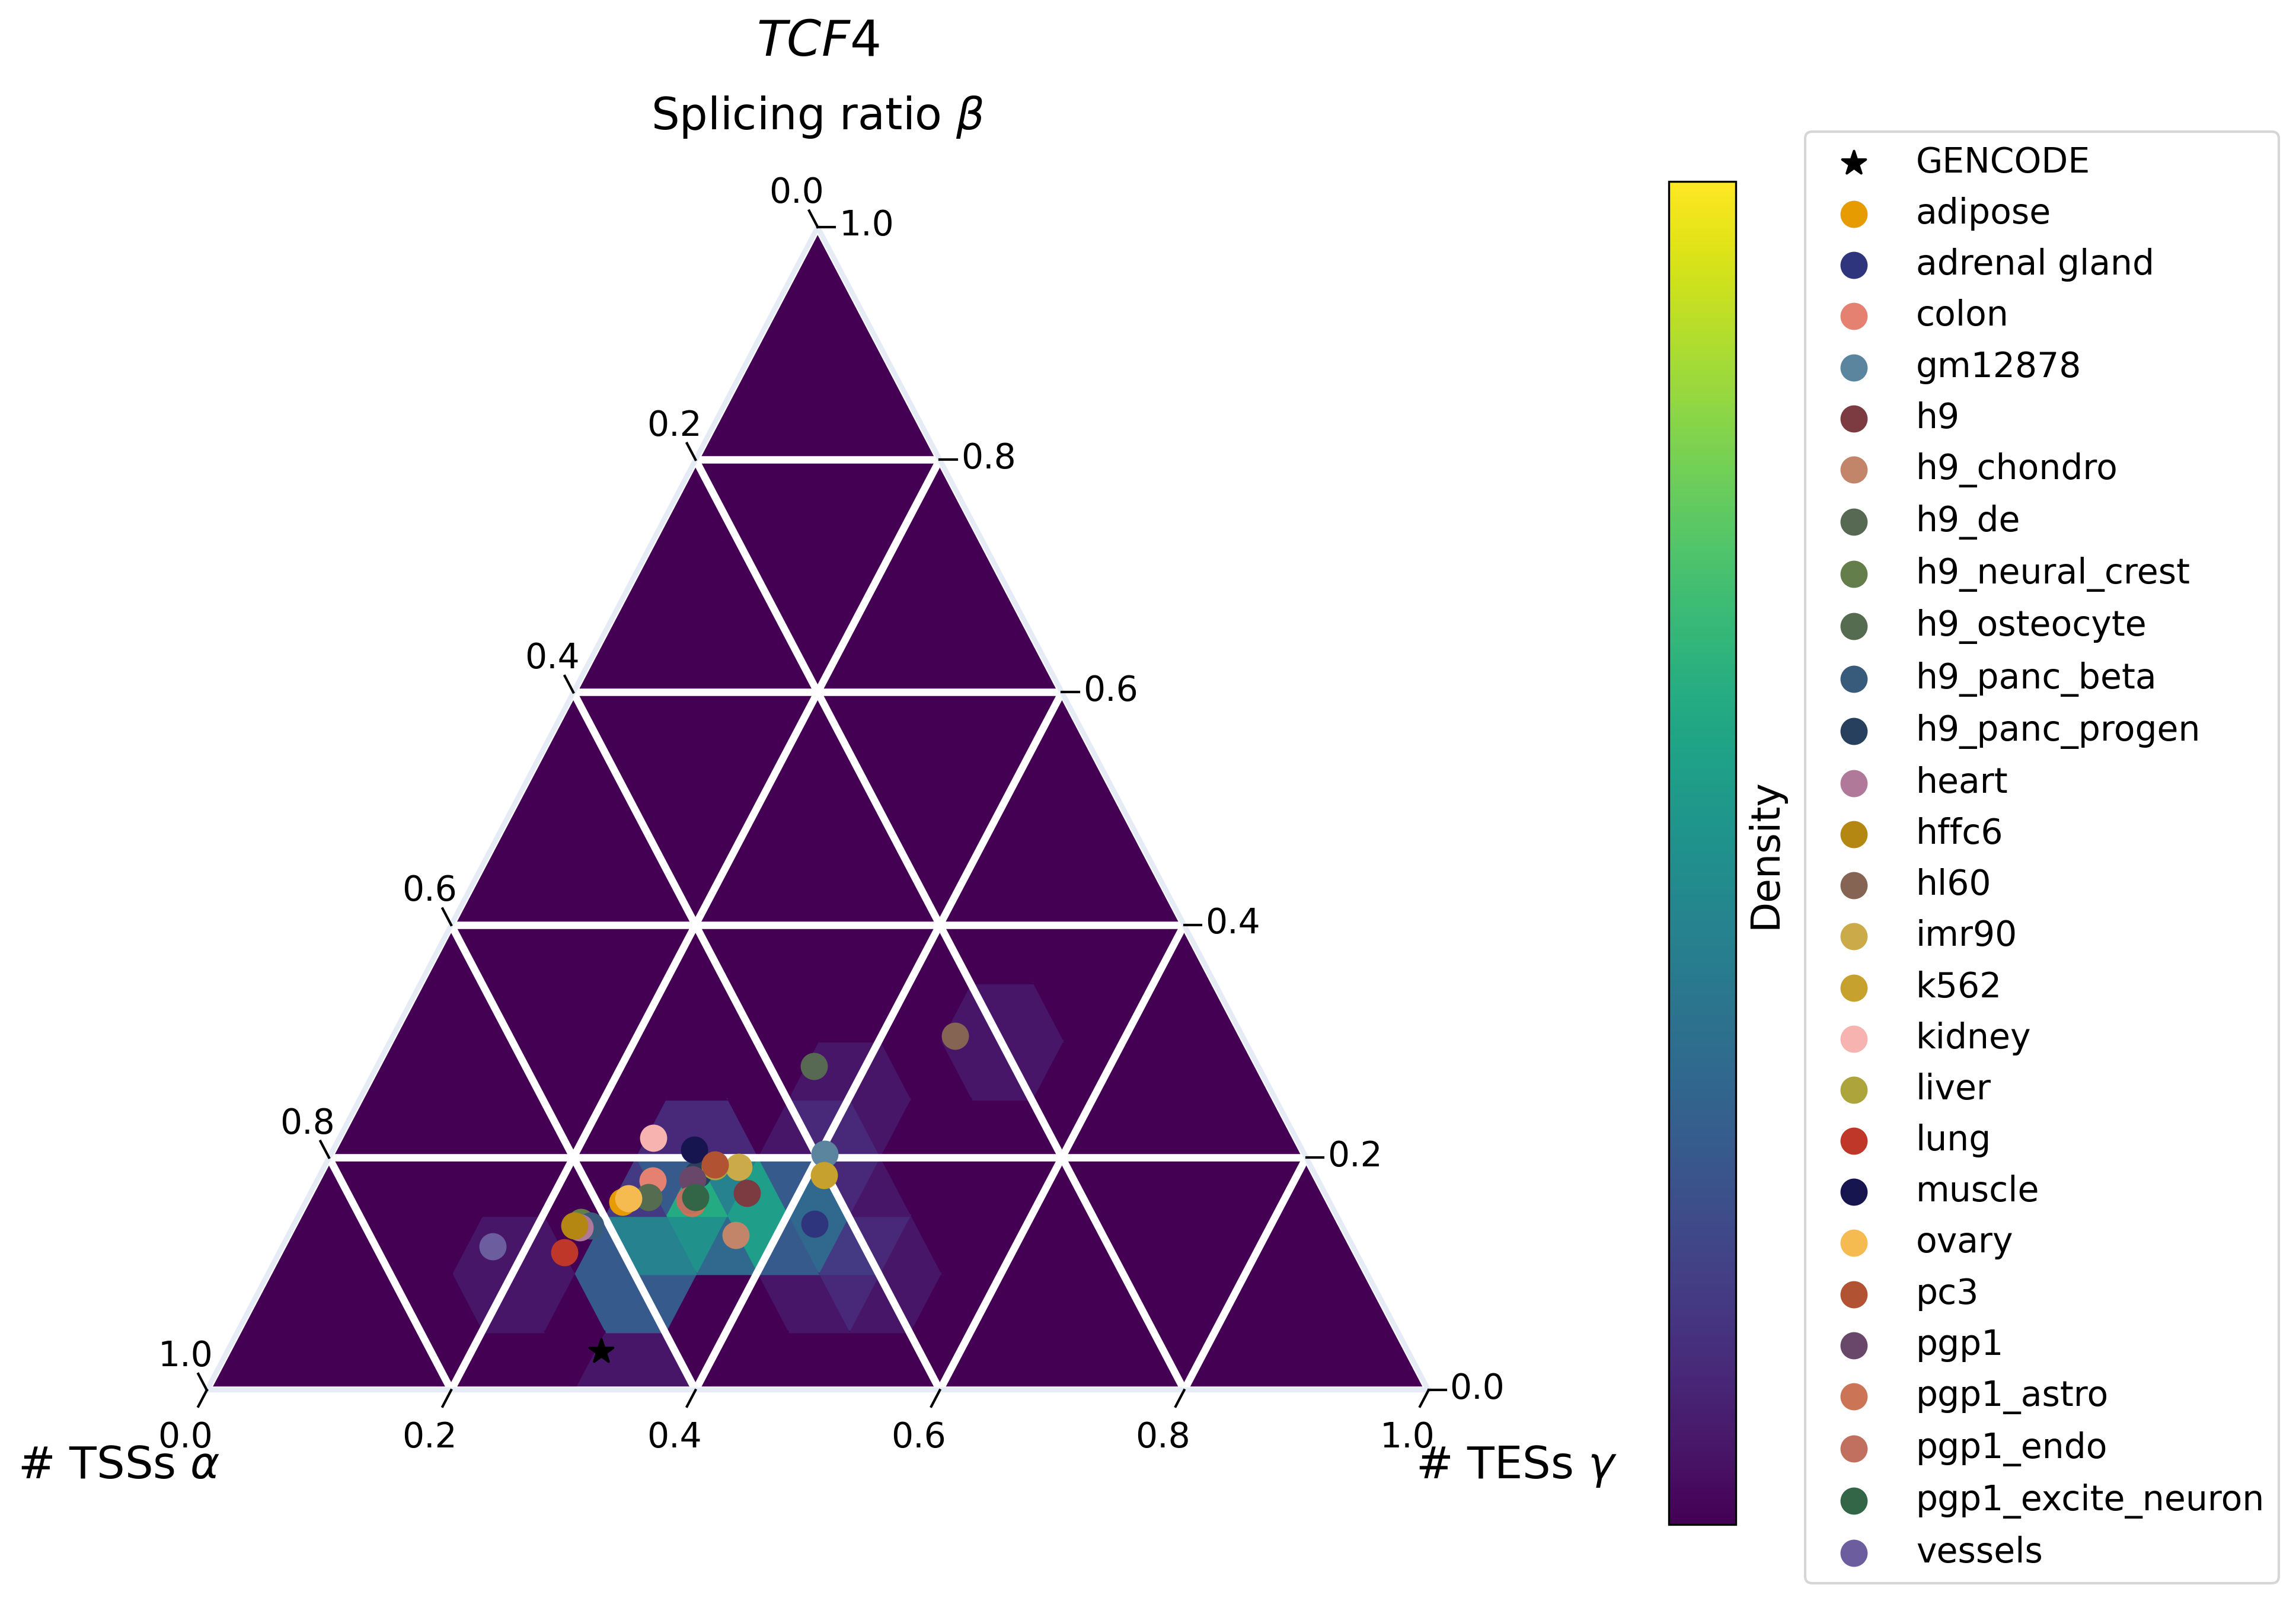 TCF4
Splicing ratio β
0.0
1.0
0.2
0.8
0.4
0.6
0.6
0.4
0.8
0.2
1.0
0.0
0.0
0.2
0.4
0.6
0.8
1.0
# TSSs α
# TESs γ
Density
GENCODE
adipose
adrenal gland
colon
gm12878
h9
h9_chondro
h9_de
h9_neural_crest
h9_osteocyte
h9_panc_beta
h9_panc_progen
heart
hffc6
hl60
imr90
k562
kidney
liver
lung
muscle
ovary
pc3
pgp1
pgp1_astro
pgp1_endo
pgp1_excite_neuron
vessels